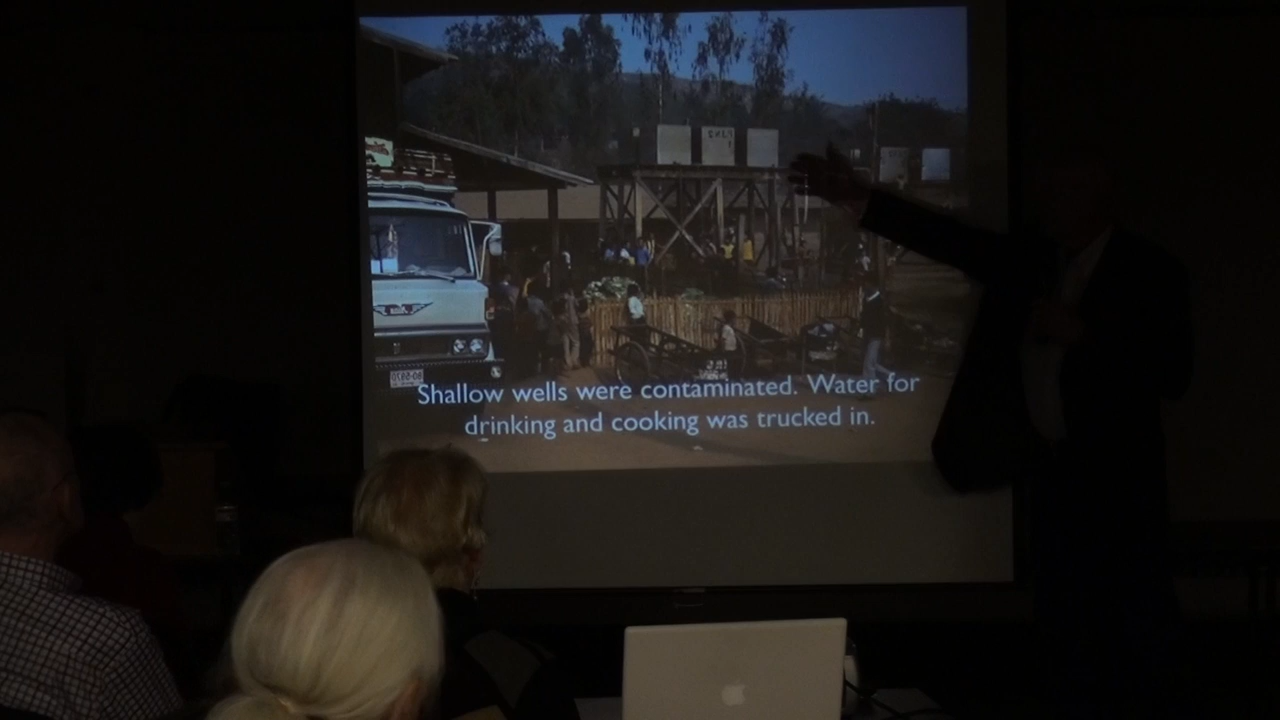 Shallow wells were contaminated. Water for
drinking and cooking was trucked in.